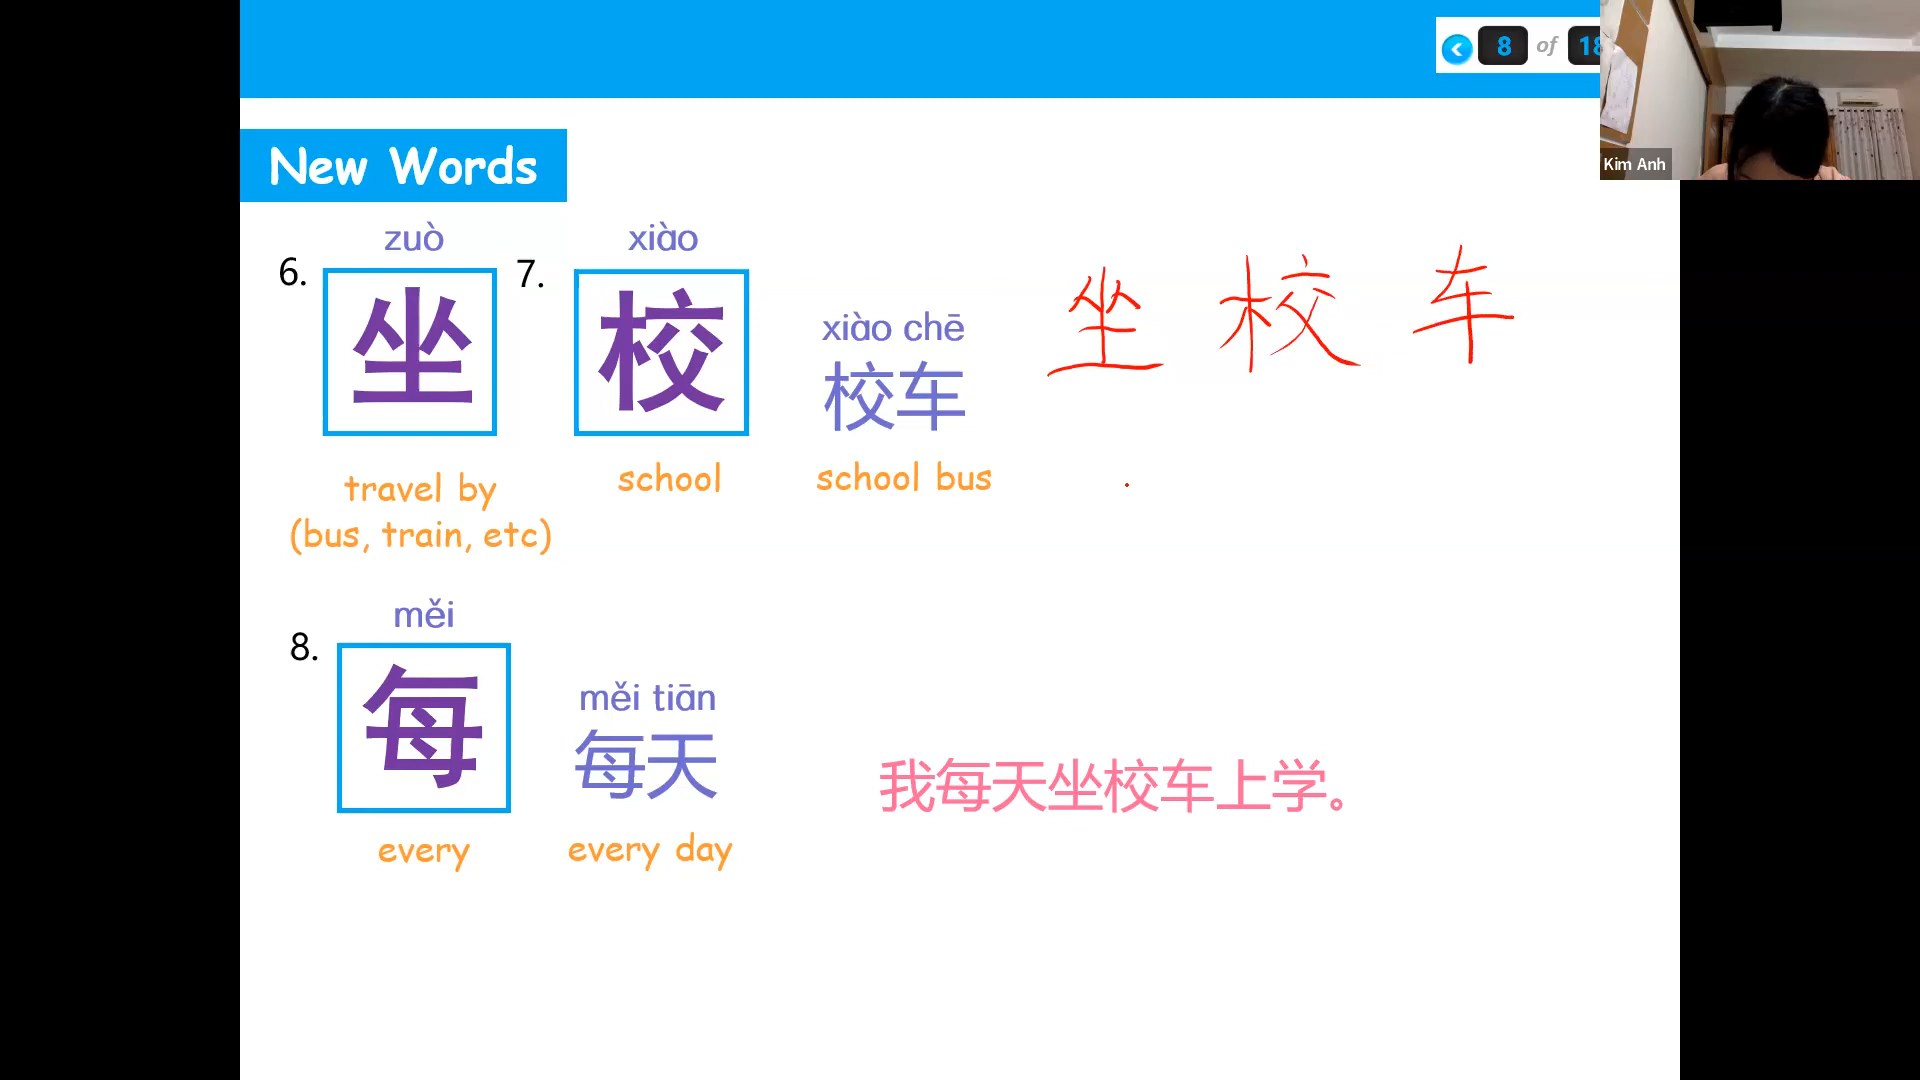 8 of 18
Kim Anh
New Words
zuò
xiào
6.
坐
7.
校
xiào chē
校车
坐 校 车
travel by
(bus, train, etc)
school
school bus
měi
8.
每
měi tiān
每天
我每天坐校车上学。
every
every day